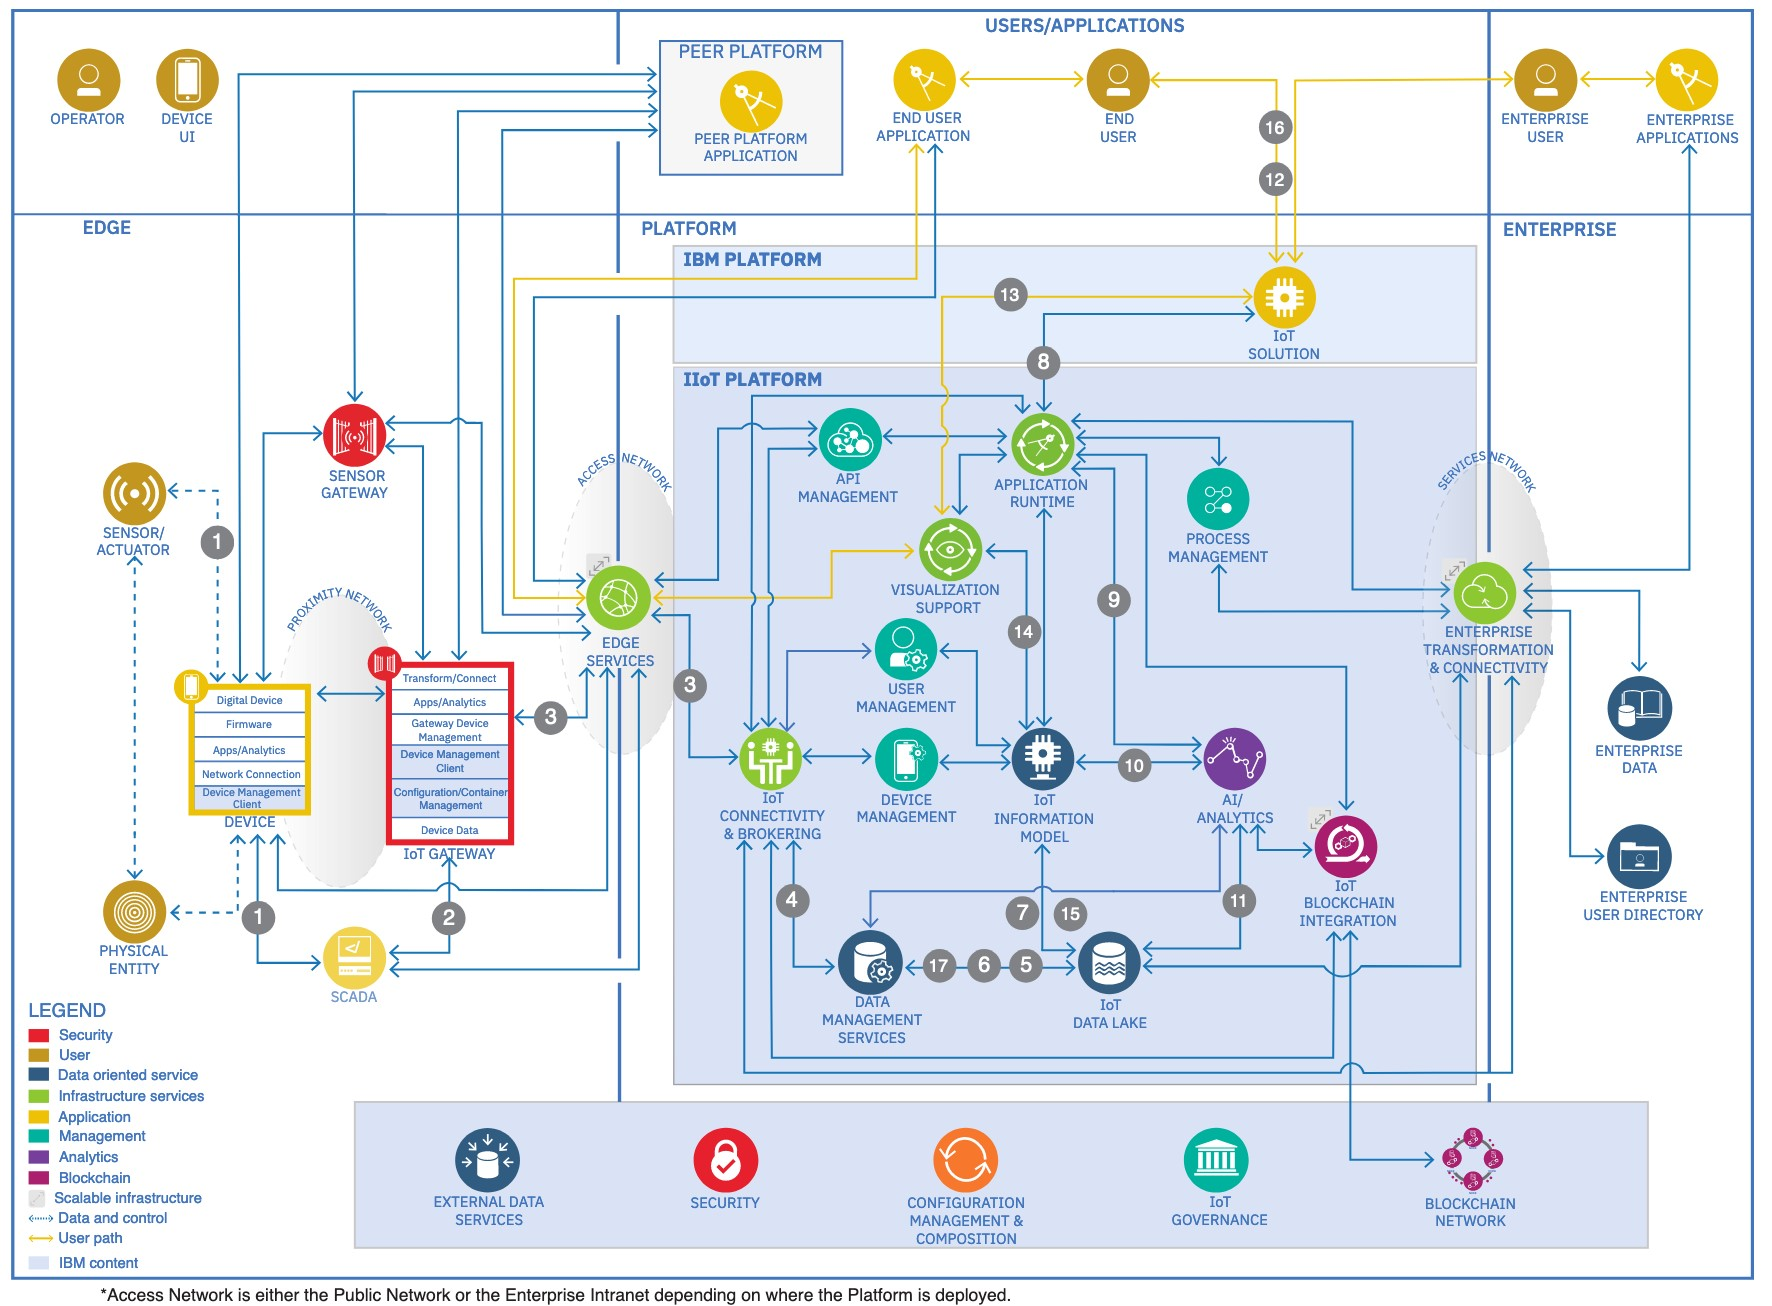 USERS/APPLICATIONS
OPERATOR
DEVICE
UI
PEER PLATFORM
PEER PLATFORM
APPLICATION
END USER
APPLICATION
END
USER
16
12
ENTERPRISE
USER
ENTERPRISE
APPLICATIONS
EDGE
PLATFORM
ENTERPRISE
IBM PLATFORM
13
IoT
SOLUTION
8
IIoT PLATFORM
SENSOR
GATEWAY
ACCESS NETWORK
API
MANAGEMENT
APPLICATION
RUNTIME
SERVICES NETWORK
SENSOR/
ACTUATOR
1
PROCESS
MANAGEMENT
VISUALIZATION
SUPPORT
9
14
PROXIMITY NETWORK
EDGE
SERVICES
3
USER
MANAGEMENT
ENTERPRISE
TRANSFORMATION
& CONNECTIVITY
Digital Device
Firmware
Apps/Analytics
Network Connection
Device Management
Client
DEVICE
Transform/Connect
Apps/Analytics
Gateway Device
Management
Device Management
Client
Configuration/Container
Management
Device Data
IoT GATEWAY
3
10
ENTERPRISE
DATA
IoT
CONNECTIVITY
& BROKERING
DEVICE
MANAGEMENT
IoT
INFORMATION
MODEL
AI/
ANALYTICS
IoT
BLOCKCHAIN
INTEGRATION
ENTERPRISE
USER DIRECTORY
1
2
4
7
15
11
PHYSICAL
ENTITY
SCADA
17
6
5
DATA
MANAGEMENT
SERVICES
IoT
DATA LAKE
LEGEND
Security
User
Data oriented service
Infrastructure services
Application
Management
Analytics
Blockchain
Scalable infrastructure
Data and control
User path
IBM content
EXTERNAL DATA
SERVICES
SECURITY
CONFIGURATION
MANAGEMENT &
COMPOSITION
IoT
GOVERNANCE
BLOCKCHAIN
NETWORK
*Access Network is either the Public Network or the Enterprise Intranet depending on where the Platform is deployed.